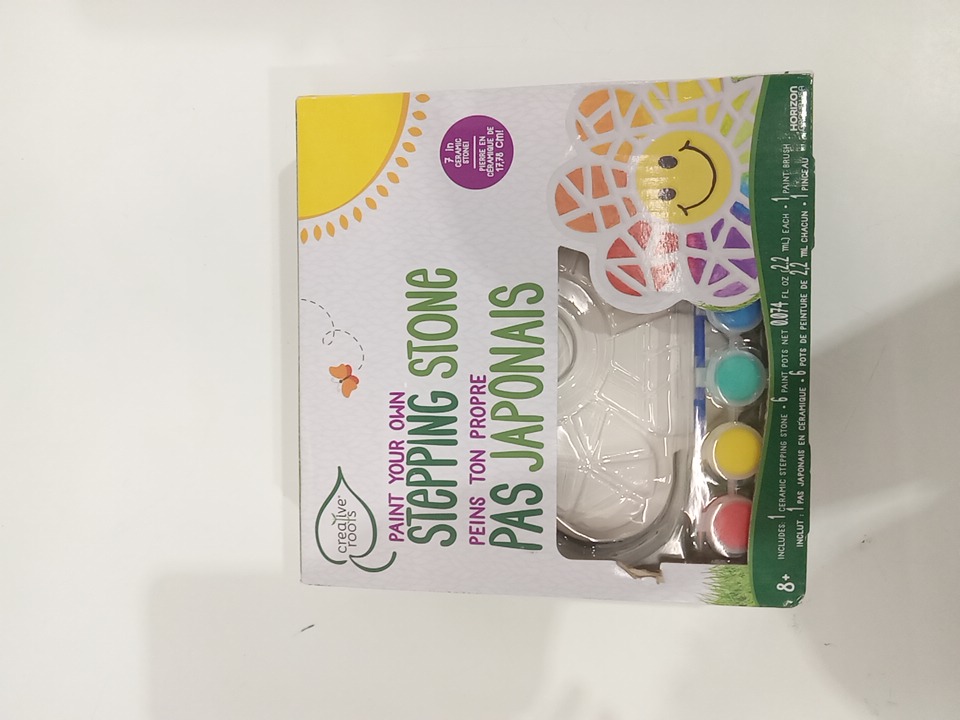 creative
roots
PAINT YOUR OWN
STEPPING STONE
PEINS TON PROPRE
PAS JAPONAIS
7 in
CERAMIC
STONE!
PIERRE EN
CÉRAMIQUE DE
17,78 Cm!
8+
INCLUDES: 1 CERAMIC STEPPING STONE • 6 PAINT POTS NET 0.074 FL OZ (2.2 mL) EACH • 1 PAINT BRUSH
INCLUT : 1 PAS JAPONAIS EN CÉRAMIQUE • 6 POTS DE PEINTURE DE 2,2 mL CHACUN • 1 PINCEAU
HORIZON